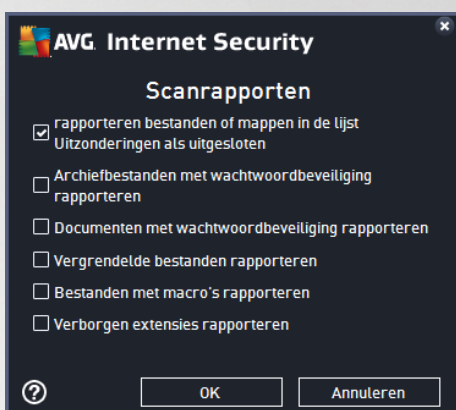 AVG. Internet Security
Scanrapporten
rapporteren bestanden of mappen in de lijst
Uitzonderingen als uitgesloten
Archiefbestanden met wachtwoordbeveiliging
rapporteren
Documenten met wachtwoordbeveiliging rapporteren
Vergrendelde bestanden rapporteren
Bestanden met macro's rapporteren
Verborgen extensies rapporteren
?
OK
Annuleren